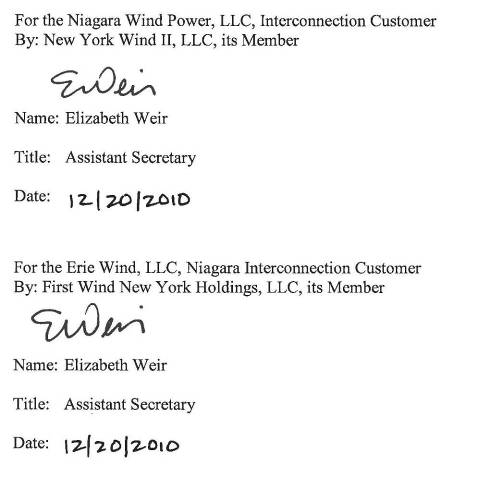 For the Niagara Wind Power, LLC, Interconnection Customer
By: New York Wind II, LLC, its Member
EWeir
Name: Elizabeth Weir
Title: Assistant Secretary
Date: 12/20/2010
For the Erie Wind, LLC, Niagara Interconnection Customer
By: First Wind New York Holdings, LLC, its Member
EWeir
Name: Elizabeth Weir
Title: Assistant Secretary
Date: 12/20/2010